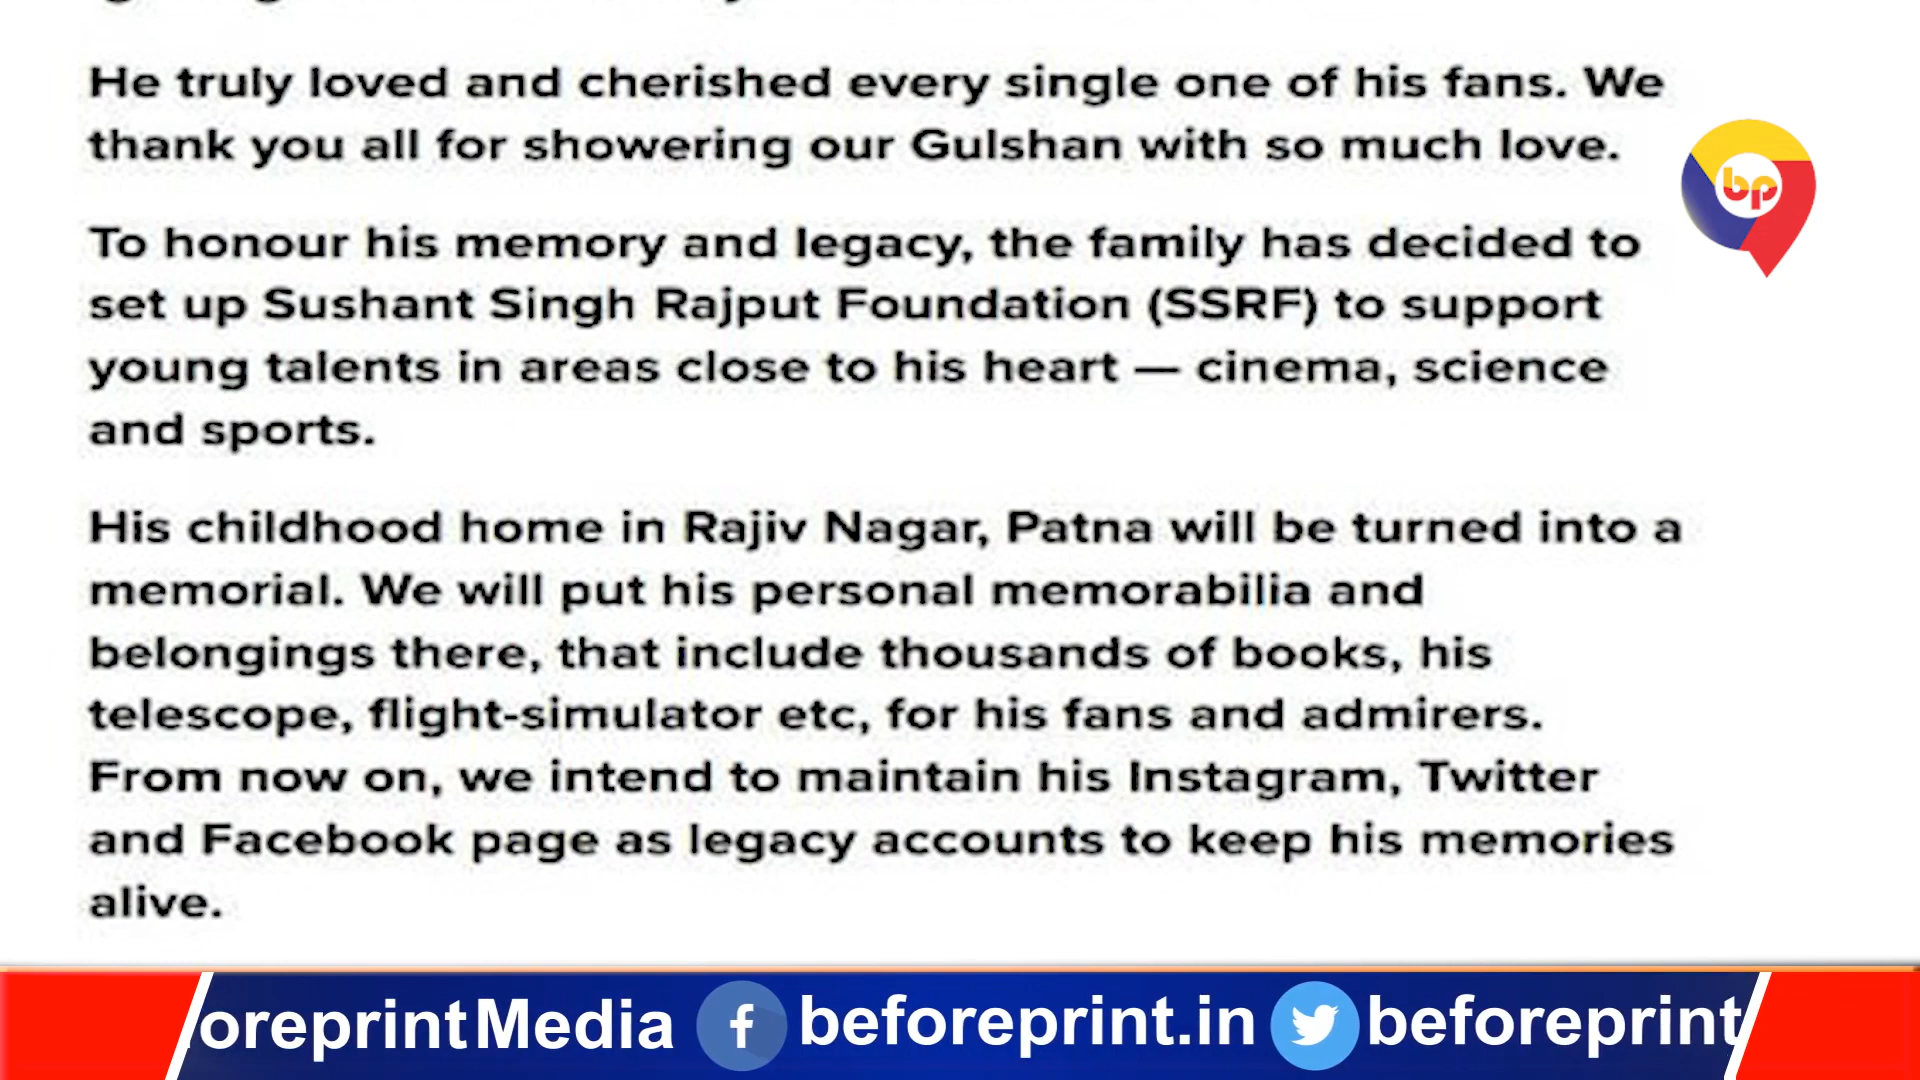 He truly loved and cherished every single one of his fans. We
thank you all for showering our Gulshan with so much love.
bp
To honour his memory and legacy, the family has decided to
set up Sushant Singh Rajput Foundation (SSRF) to support
young talents in areas close to his heart — cinema, science
and sports.
His childhood home in Rajiv Nagar, Patna will be turned into a
memorial. We will put his personal memorabilia and
belongings there, that include thousands of books, his
telescope, flight-simulator etc, for his fans and admirers.
From now on, we intend to maintain his Instagram, Twitter
and Facebook page as legacy accounts to keep his memories
alive.
oreprint Media f beforeprint.in beforeprint